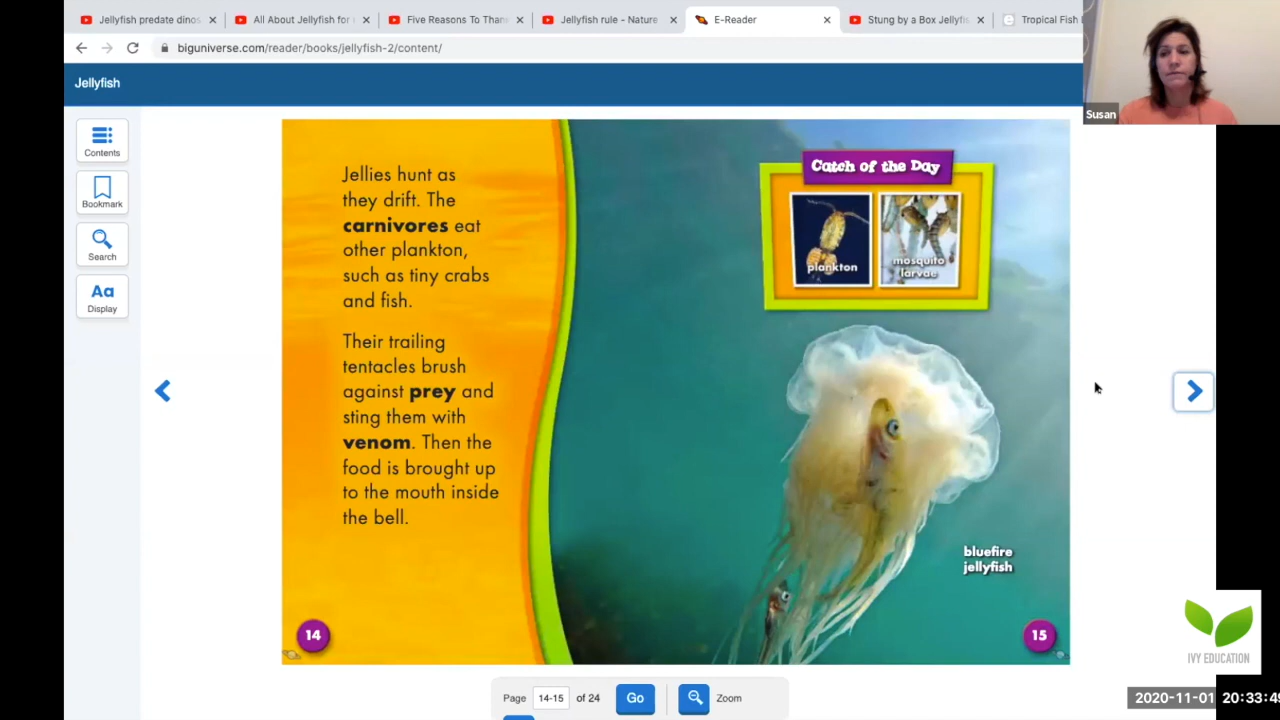 Jellyfish predate dinos
All About Jellyfish for
Five Reasons To Than
Jellyfish rule - Nature
E-Reader
Stung by a Box Jellyfis
Tropical Fish
biguniverse.com/reader/books/jellyfish-2/content/
Jellyfish
Susan
Contents
Bookmark
Search
Aa
Display
Jellies hunt as
they drift. The
carnivores eat
other plankton,
such as tiny crabs
and fish.
Their trailing
tentacles brush
against prey and
sting them with
venom. Then the
food is brought up
to the mouth inside
the bell.
14
Catch of the Day
plankton
mosquito
larvae
bluefire
jellyfish
15
IVY EDUCATION
Page 14-15 of 24 Go Zoom
2020-11-01 20:33:49